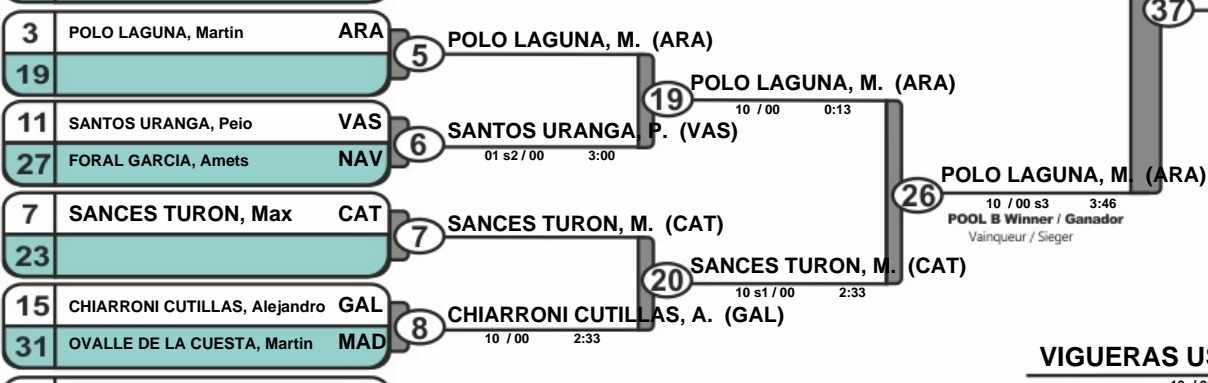 37
3 POLO LAGUNA, Martin ARA
19
5
POLO LAGUNA, M. (ARA)
11 SANTOS URANGA, Peio VAS
27 FORAL GARCIA, Amets NAV
6
SANTOS URANGA, P. (VAS)
01 s2 / 00 3:00
19
POLO LAGUNA, M. (ARA)
10 / 00 0:13
7 SANCES TURON, Max CAT
23
7
SANCES TURON, M. (CAT)
15 CHIARRONI CUTILLAS, Alejandro GAL
31 OVALLE DE LA CUESTA, Martin MAD
8
CHIARRONI CUTILLAS, A. (GAL)
10 / 00 2:33
20
SANCES TURON, M. (CAT)
10 s1 / 00 2:33
26
POLO LAGUNA, M. (ARA)
10 / 00 s3 3:46
POOL B Winner / Ganador
Vainqueur / Sieger
VIGUERAS